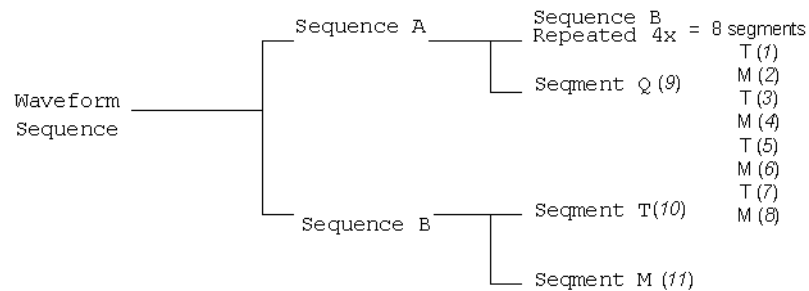 Sequence A
Sequence B
Repeated 4x = 8 segments
T (1)
M (2)
T (3)
M (4)
T (5)
M (6)
T (7)
M (8)
Segment Q (9)
Waveform
Sequence
Sequence B
Segment T(10)
Segment M (11)